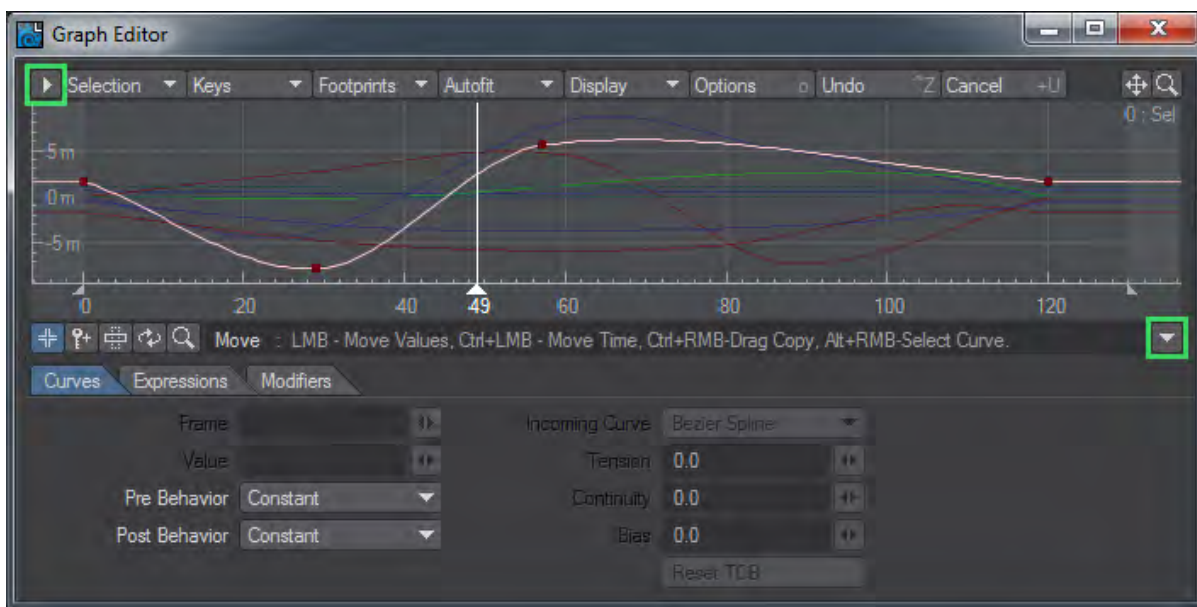 Graph Editor
Selection Keys Footprints Autofit Display Options o Undo ^Z Cancel +U
0 : Sel
5 m
0 m
-5 m
0 20 40 49 60 80 100 120
Move : LMB - Move Values, Ctrl+LMB - Move Time, Ctrl+RMB-Drag Copy, Alt+RMB-Select Curve.
Curves Expressions Modifiers
Frame Incoming Curve Bezier Spline
Value Tension 0.0
Pre Behavior Constant Continuity 0.0
Post Behavior Constant Bias 0.0
Reset TCB